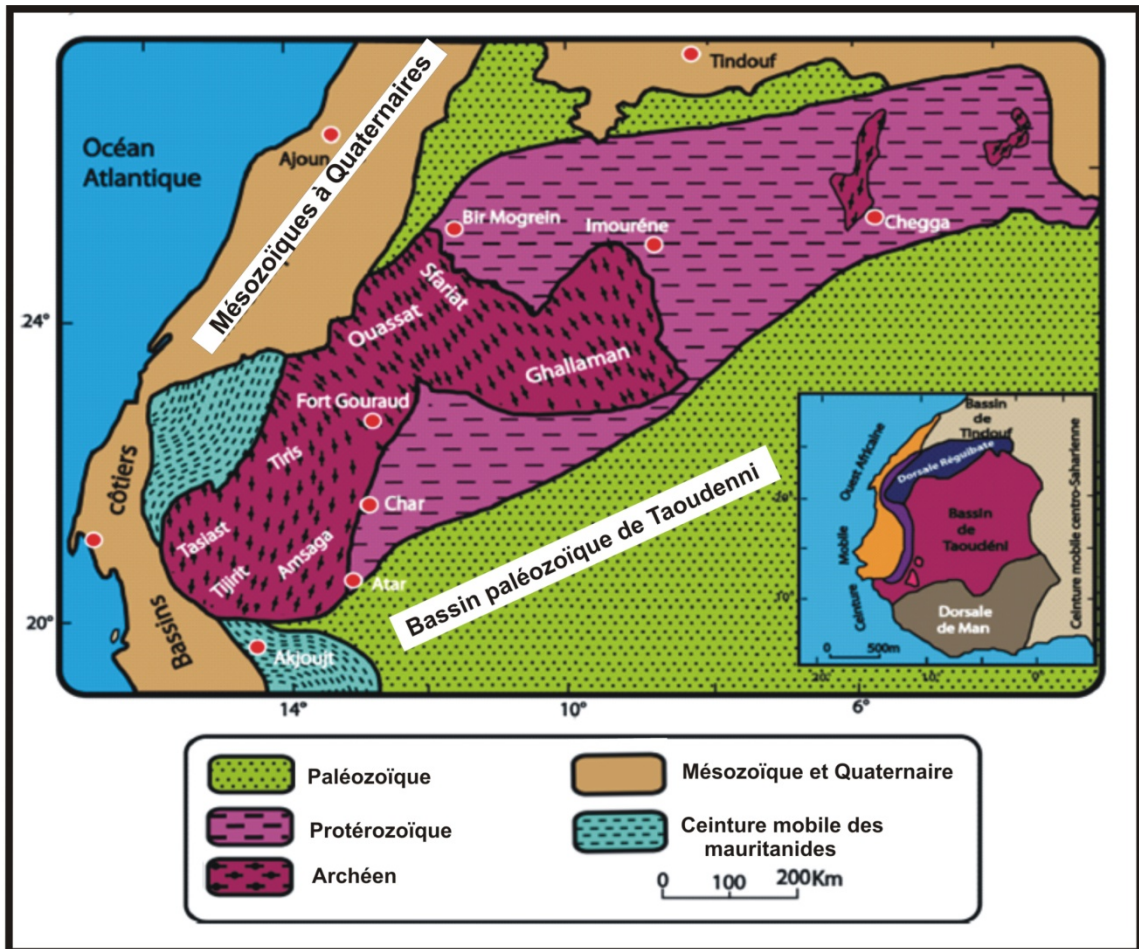 Océan
Atlantique
Ajoun
Mésozoïques à Quaternaires
Tindouf
Bir Mogrein
Imouréne
Chegga
Sfariat
Ouassat
Ghallaman
24°
Fort Gouraud
Tiris
côtiers
Char
Tasiast
Amsaga
Tijirit
Atar
Bassin paléozoïque de Taoudenni
20°
Bassins
Akjoujt
14°
10°
6°
Bassin
de
Tindouf
Dorsale Réguibate
Ouest Africaine
Mobile
Ceinture
20°
10°
Bassin
de
Taoudéni
Ceinture mobile centro-Saharienne
Dorsale
de Man
0
500m
20°
10°
0°
Paléozoïque
Mésozoïque et Quaternaire
Protérozoïque
Ceinture mobile des
mauritanides
Archéen
0 100 200Km